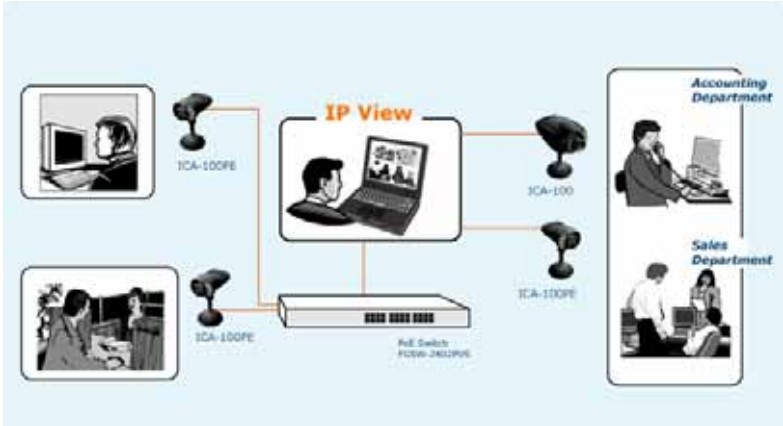 IP View
Accounting
Department
ICA-100PE
ICA-100
Sales
Department
ICA-100PE
ICA-100PE
PoE Switch